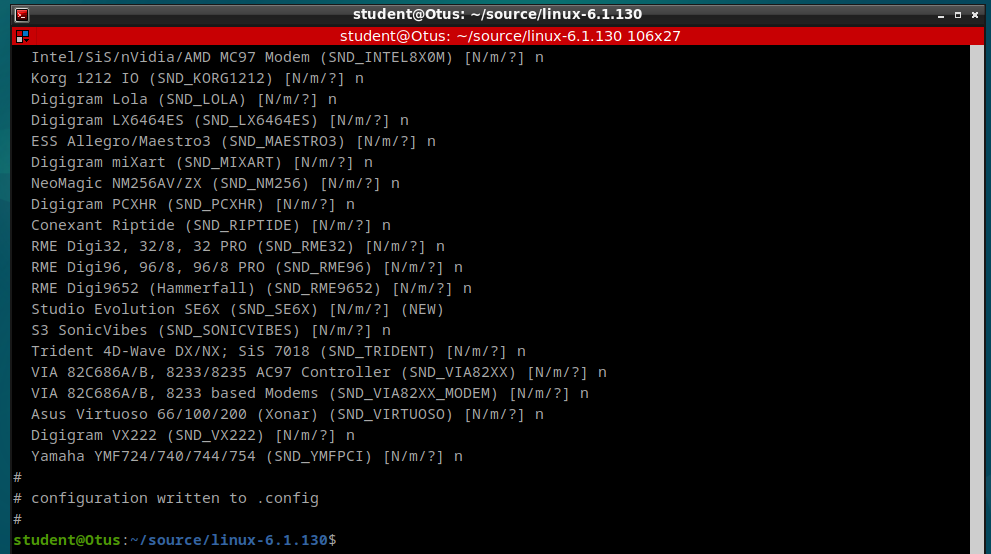 student@Otus: ~/source/linux-6.1.130
student@Otus: ~/source/linux-6.1.130 106x27
Intel/SiS/nVidia/AMD MC97 Modem (SND_INTEL8X0M) [N/m/?] n
Korg 1212 IO (SND_KORG1212) [N/m/?] n
Digigram Lola (SND_LOLA) [N/m/?] n
Digigram LX6464ES (SND_LX6464ES) [N/m/?] n
ESS Allegro/Maestro3 (SND_MAESTRO3) [N/m/?] n
Digigram miXart (SND_MIXART) [N/m/?] n
NeoMagic NM256AV/ZX (SND_NM256) [N/m/?] n
Digigram PCXHR (SND_PCXHR) [N/m/?] n
Conexant Riptide (SND_RIPTIDE) [N/m/?] n
RME Digi32, 32/8, 32 PRO (SND_RME32) [N/m/?] n
RME Digi96, 96/8, 96/8 PRO (SND_RME96) [N/m/?] n
RME Digi9652 (Hammerfall) (SND_RME9652) [N/m/?] n
Studio Evolution SE6X (SND_SE6X) [N/m/?] (NEW)
S3 SonicVibes (SND_SONICVIBES) [N/m/?] n
Trident 4D-Wave DX/NX; SiS 7018 (SND_TRIDENT) [N/m/?] n
VIA 82C686A/B, 8233/8235 AC97 Controller (SND_VIA82XX) [N/m/?] n
VIA 82C686A/B, 8233 based Modems (SND_VIA82XX_MODEM) [N/m/?] n
Asus Virtuoso 66/100/200 (Xonar) (SND_VIRTUOSO) [N/m/?] n
Digigram VX222 (SND_VX222) [N/m/?] n
Yamaha YMF724/740/744/754 (SND_YMFPCI) [N/m/?] n
#
# configuration written to .config
#
student@Otus:~/source/linux-6.1.130$